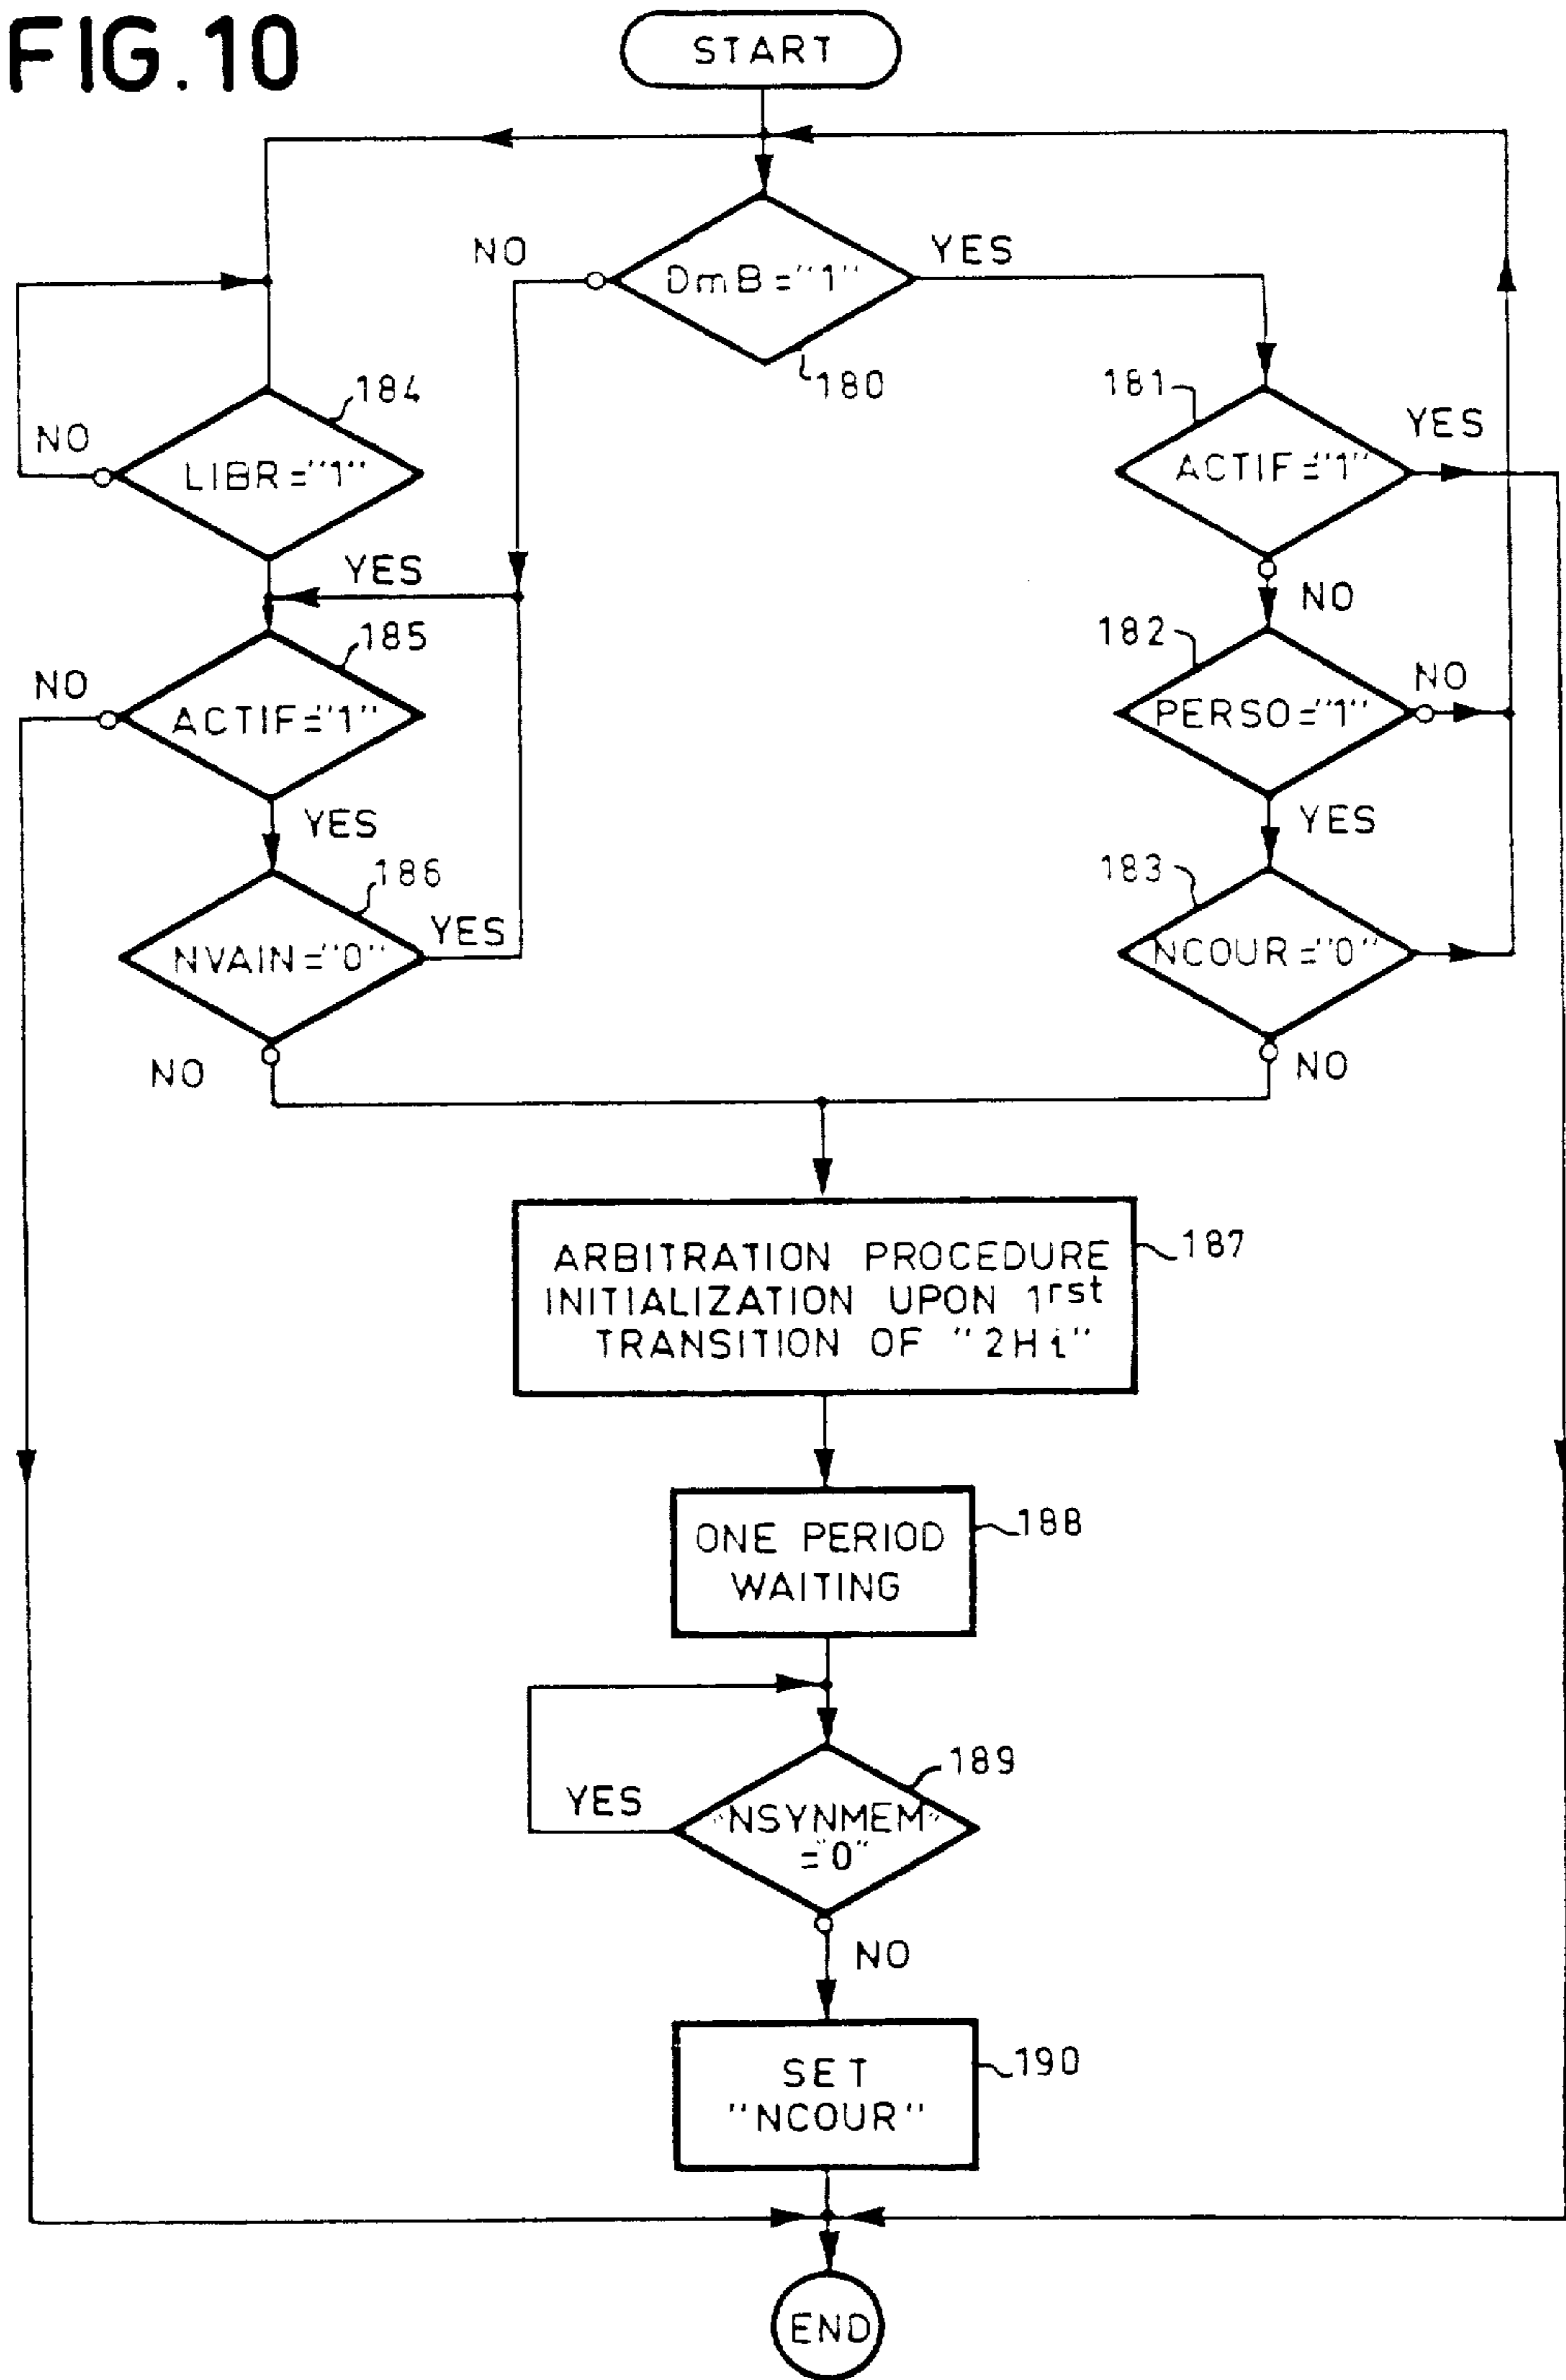 FIG.10
START
NO
DmB="1"
YES
180
184
NO
LIBR="1"
181
YES
ACTIF="1"
YES
NO
185
182
NO
ACTIF="1"
PERSO="1"
NO
YES
YES
186
183
NVAIN="0"
YES
NCOUR="0"
NO
NO
ARBITRATION PROCEDURE
INITIALIZATION UPON 1rst
TRANSITION OF "2Hi"
187
ONE PERIOD
WAITING
188
189
YES
"NSYNMEM"
="0"
NO
SET
"NCOUR"
190
END